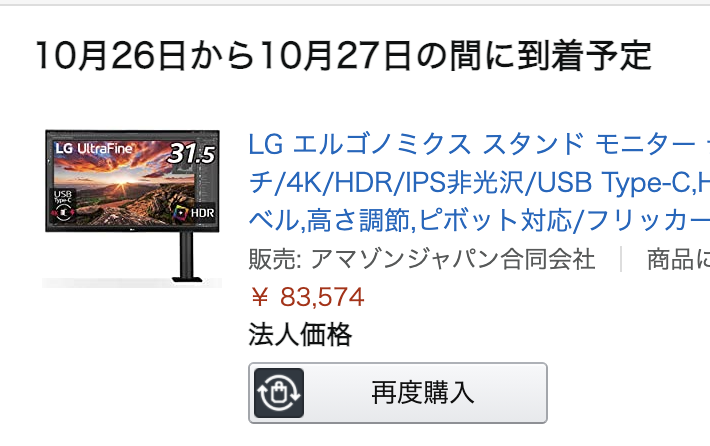 10月26日から10月27日の間に到着予定
LG UltraFine
31.5
USB
Type-C
HDR
LG エルゴノミクス スタンド モニター
チ/4K/HDR/IPS非光沢/USB Type-C,H
ベル,高さ調節,ピボット対応/フリッカー
販売: アマゾンジャパン合同会社 | 商品に
¥ 83,574
法人価格
再度購入